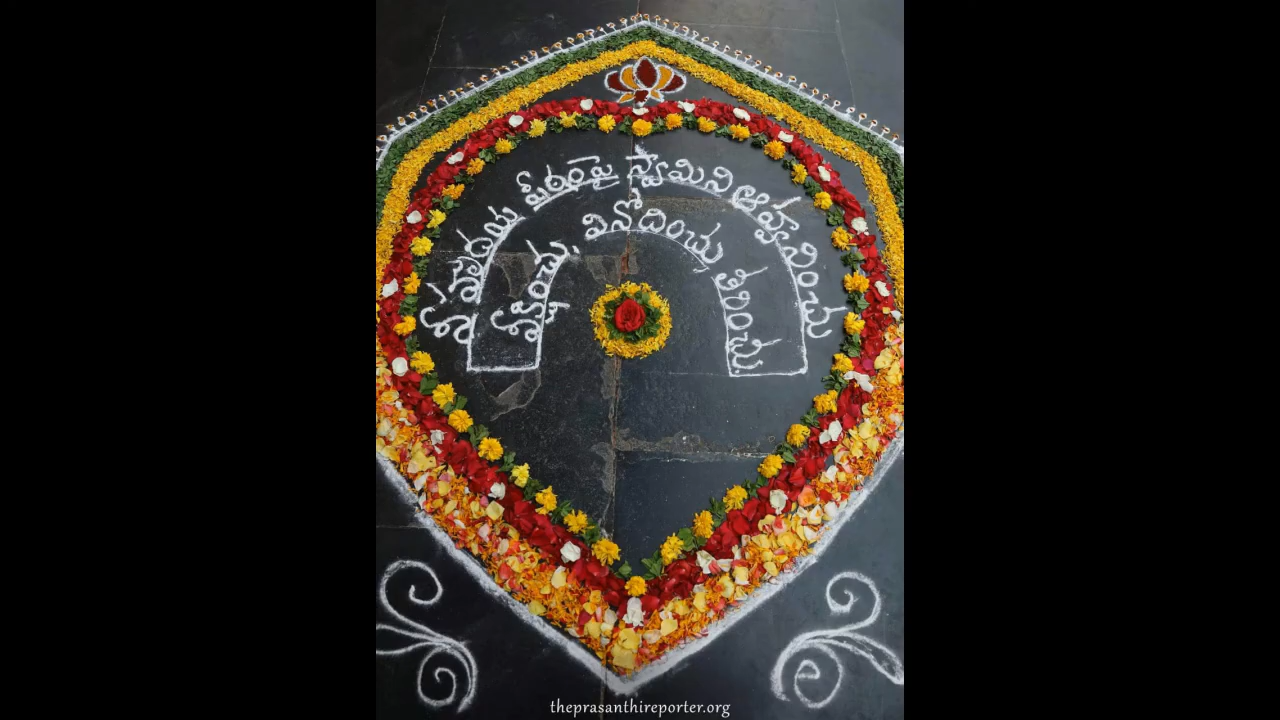 మీ హృదయ పీఠంపై స్వామిని ఆహ్వానించు
వినోదించు తరించు
theprasanthireporter.org